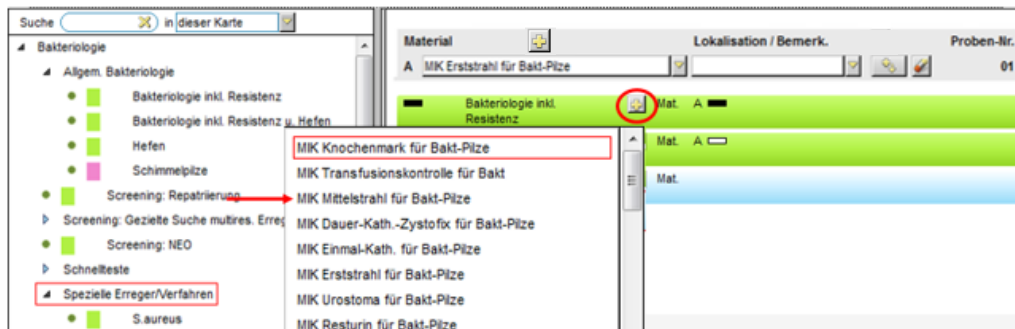 Suche in dieser Karte
Bakteriologie
Allgem. Bakteriologie
Bakteriologie inkl. Resistenz
Bakteriologie inkl. Resistenz u. Hefen
Hefen
Schimmelpilze
Screening: Repatriierung
Screening: Gezielte Suche multires. Erreg
Screening: NEO
Schnellteste
Spezielle Erreger/Verfahren
S.aureus
MIK Knochenmark für Bakt-Pilze
MIK Transfusionskontrolle für Bakt
MIK Mittelstrahl für Bakt-Pilze
MIK Dauer-Kath.-Zystofix für Bakt-Pilze
MIK Einmal-Kath. für Bakt-Pilze
MIK Erststrahl für Bakt-Pilze
MIK Urostoma für Bakt-Pilze
MIK Resturin für Bakt-Pilze
Material Lokalisation / Bemerk. Proben-Nr.
A MIK Erststrahl für Bakt-Pilze 01
Bakteriologie inkl. Mat. A
Resistenz
Mat. A
Mat.